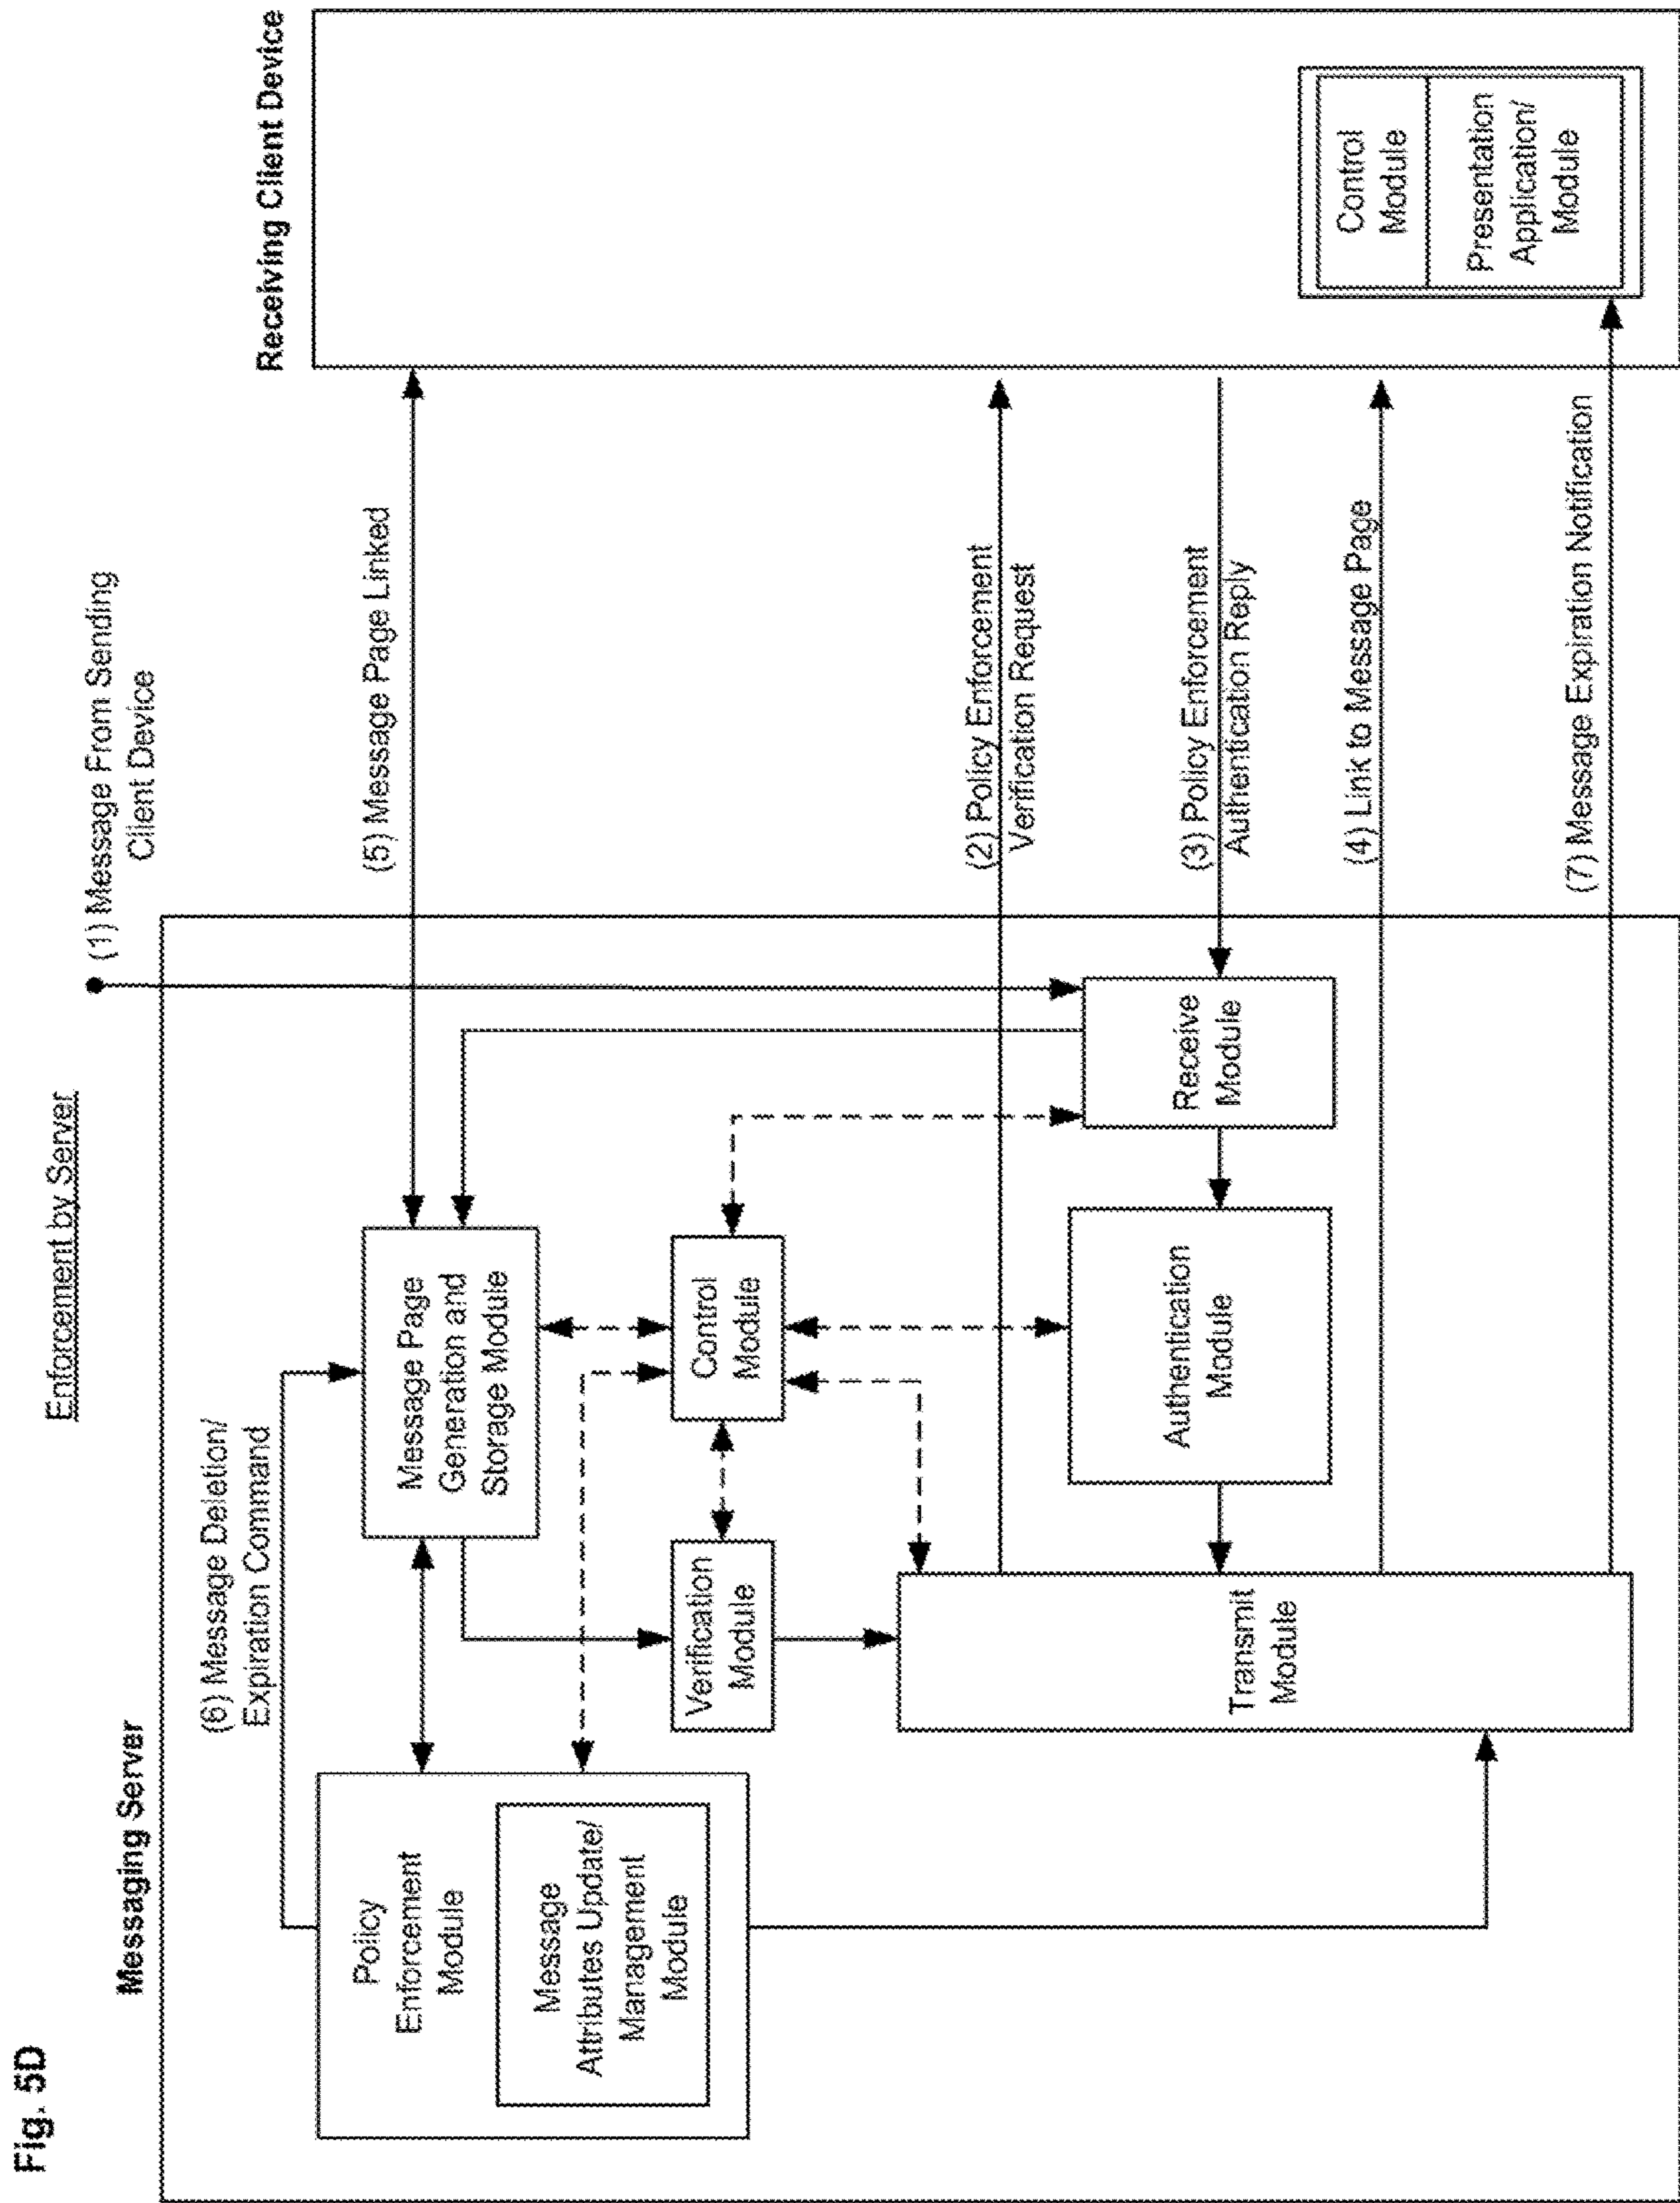 Fig. 5D
Enforcement by Server
Messaging Server
Receiving Client Device
(1) Message From Sending
Client Device
(6) Message Deletion/
Expiration Command
(5) Message Page Linked
Policy
Enforcement
Module
Message
Attributes Update/
Management
Module
Message Page
Generation and
Storage Module
Verification
Module
Control
Module
(2) Policy Enforcement
Verification Request
Receive
Module
(3) Policy Enforcement
Authentication Reply
Authentication
Module
Transmit
Module
(4) Link to Message Page
(7) Message Expiration Notification
Control
Module
Presentation
Application/
Module